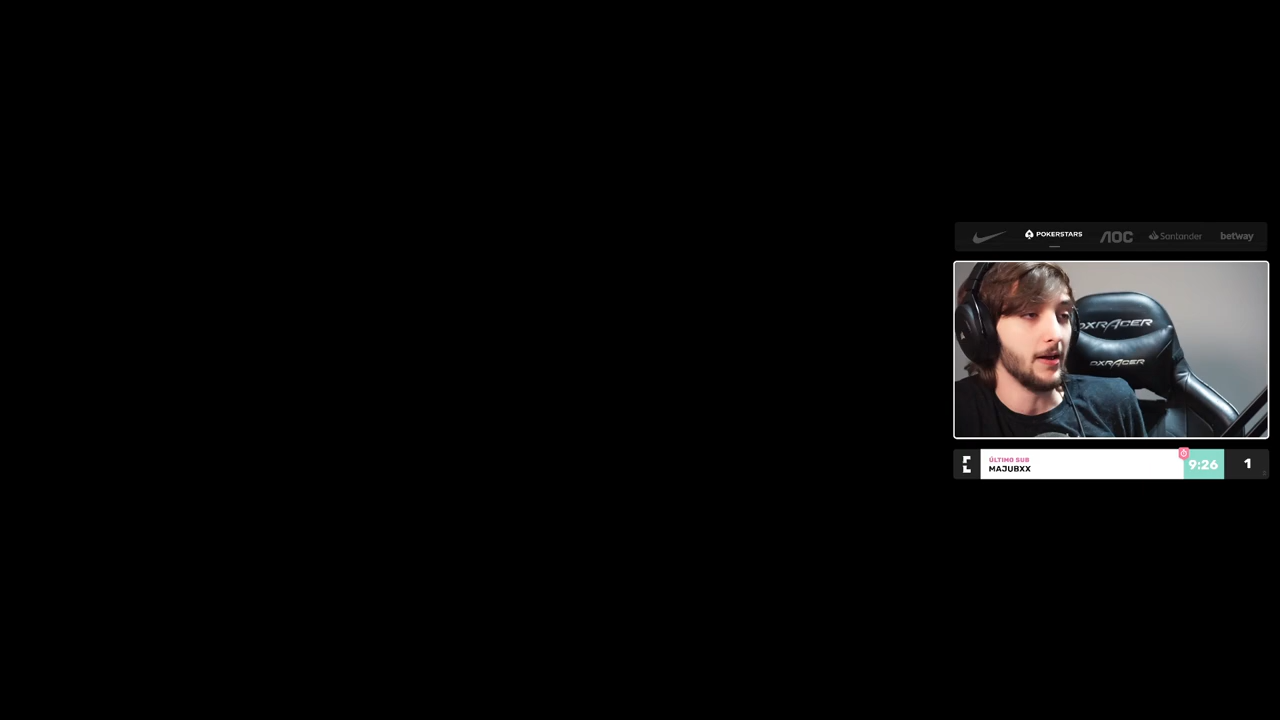 POKERSTARS
AOC
Santander
betway
DXRACER
DXRACER
ÚLTIMO SUB
MAJUBXX
9:26
1